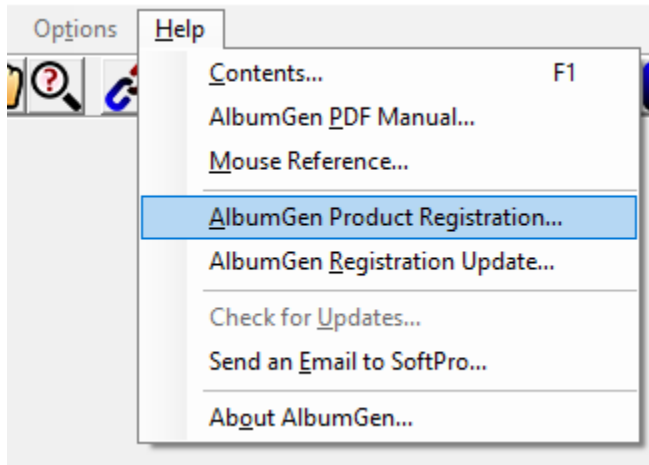 Options Help
Contents... F1
AlbumGen PDF Manual...
Mouse Reference...
AlbumGen Product Registration...
AlbumGen Registration Update...
Check for Updates...
Send an Email to SoftPro...
About AlbumGen...